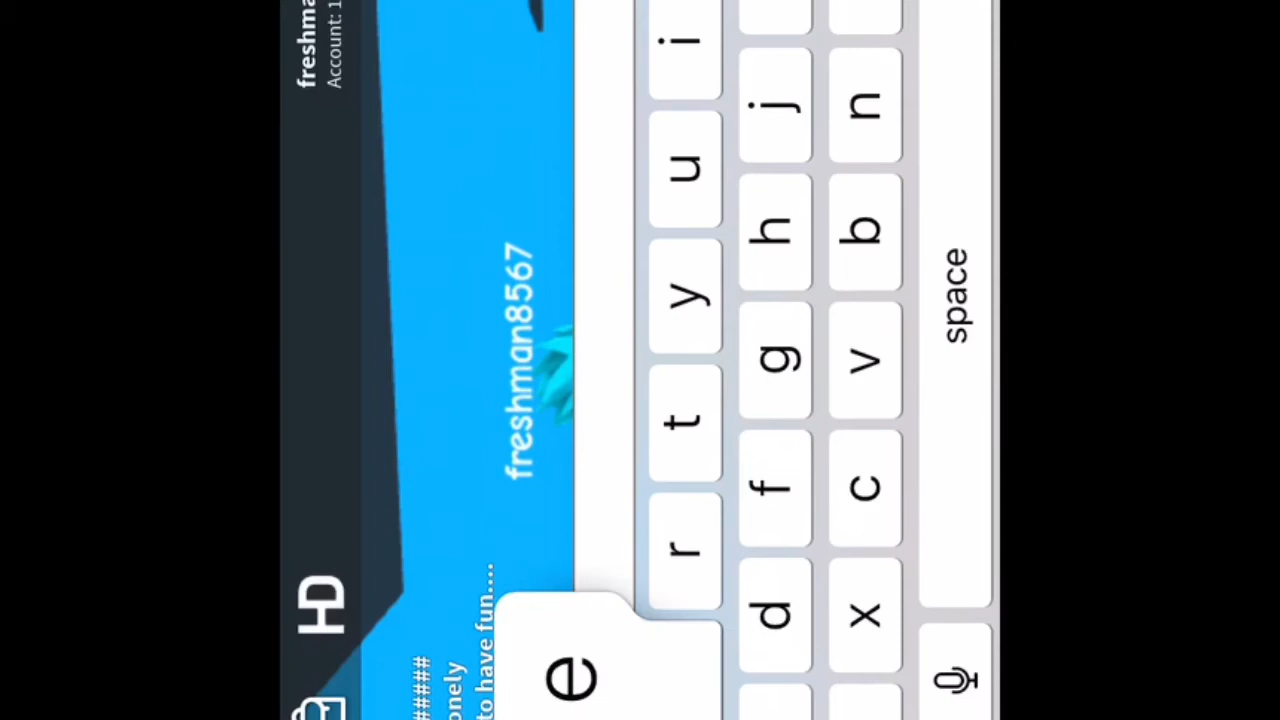 freshma
Account: 1
HD
freshman8567
#####
onely
to have fun....
e r t y u i
d f g h j
x c v b n
space